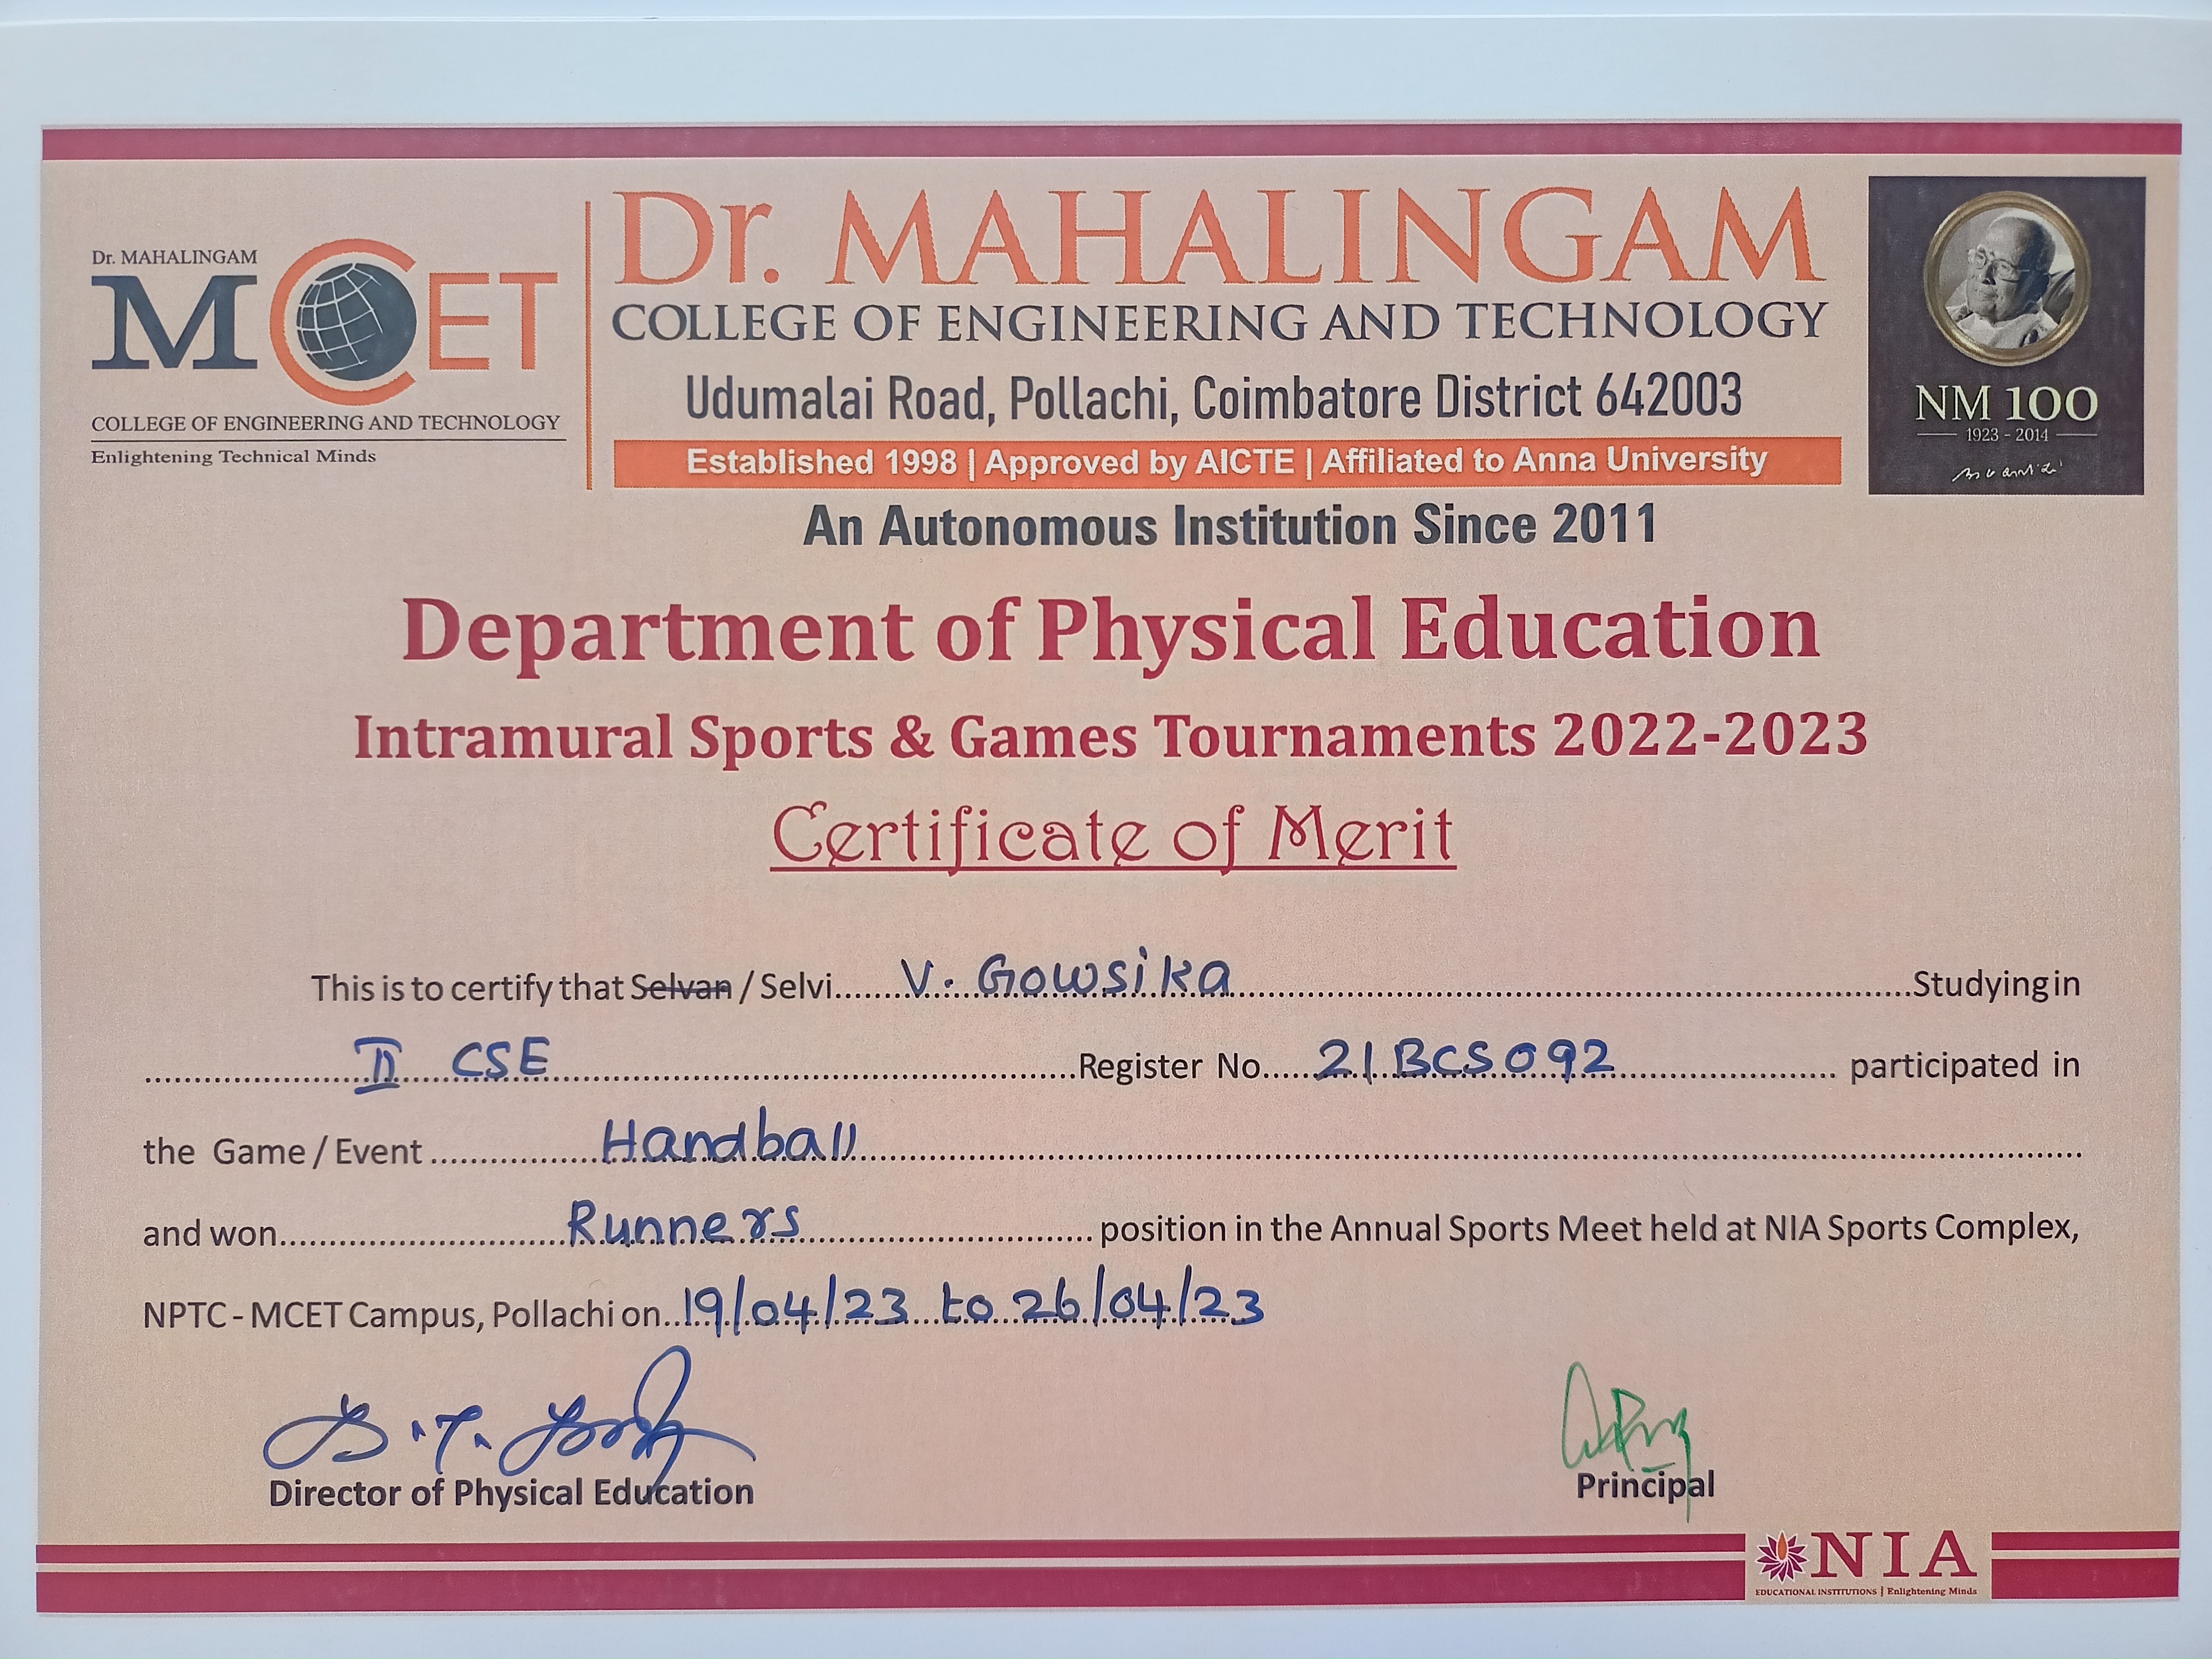 Dr. MAHALINGAM
MCET
COLLEGE OF ENGINEERING AND TECHNOLOGY
Enlightening Technical Minds
Dr. MAHALINGAM
COLLEGE OF ENGINEERING AND TECHNOLOGY
Udumalai Road, Pollachi, Coimbatore District 642003
Established 1998 | Approved by AICTE | Affiliated to Anna University
An Autonomous Institution Since 2011
NM 100
1923 - 2014
Department of Physical Education
Intramural Sports & Games Tournaments 2022-2023
Certificate of Merit
This is to certify that Selvan / Selvi V. Gowsika Studying in
II CSE Register No. 21BCS092 participated in
the Game / Event Handball
and won Runners position in the Annual Sports Meet held at NIA Sports Complex,
NPTC - MCET Campus, Pollachi on 19/04/23 to 26/04/23
Director of Physical Education
Principal
NIA
EDUCATIONAL INSTITUTIONS | Enlightening Minds